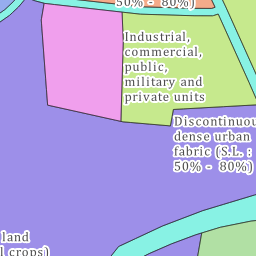 50% - 80%)
Industrial,
commercial,
public,
military and
private units
Discontinuou
dense urban
fabric (S.L. :
50% - 80%)
land
l crops)